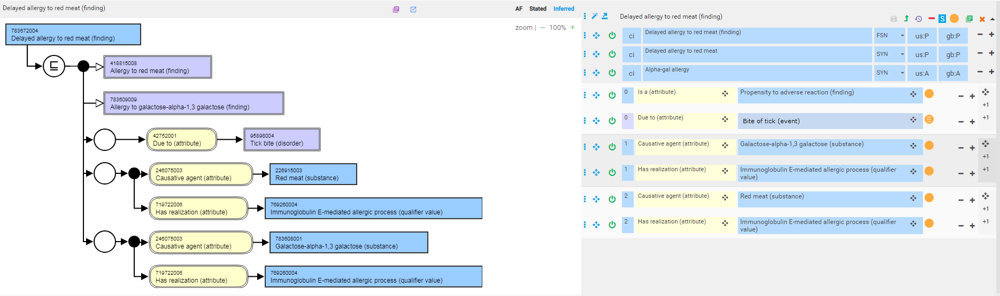 Delayed allergy to red meat (finding)
AF Stated Inferred
zoom | − 100% +
783672004
Delayed allergy to red meat (finding)
⊑
418815008
Allergy to red meat (finding)
783609009
Allergy to galactose-alpha-1,3 galactose (finding)
42752001
Due to (attribute)
95898004
Tick bite (disorder)
246075003
Causative agent (attribute)
226915003
Red meat (substance)
719722006
Has realization (attribute)
769260004
Immunoglobulin E-mediated allergic process (qualifier value)
246075003
Causative agent (attribute)
783608001
Galactose-alpha-1,3 galactose (substance)
719722006
Has realization (attribute)
769260004
Immunoglobulin E-mediated allergic process (qualifier value)
Delayed allergy to red meat (finding)
S
ci Delayed allergy to red meat (finding) FSN us:P gb:P
ci Delayed allergy to red meat SYN us:P gb:P
ci Alpha-gal allergy SYN us:A gb:A
0 Is a (attribute) Propensity to adverse reaction (finding)
+1
0 Due to (attribute) Bite of tick (event) +1
1 Causative agent (attribute) Galactose-alpha-1,3 galactose (substance)
+1
1 Has realization (attribute) Immunoglobulin E-mediated allergic process (qualifier +1
value)
2 Causative agent (attribute) Red meat (substance)
+1
2 Has realization (attribute) Immunoglobulin E-mediated allergic process (qualifier +1
value)